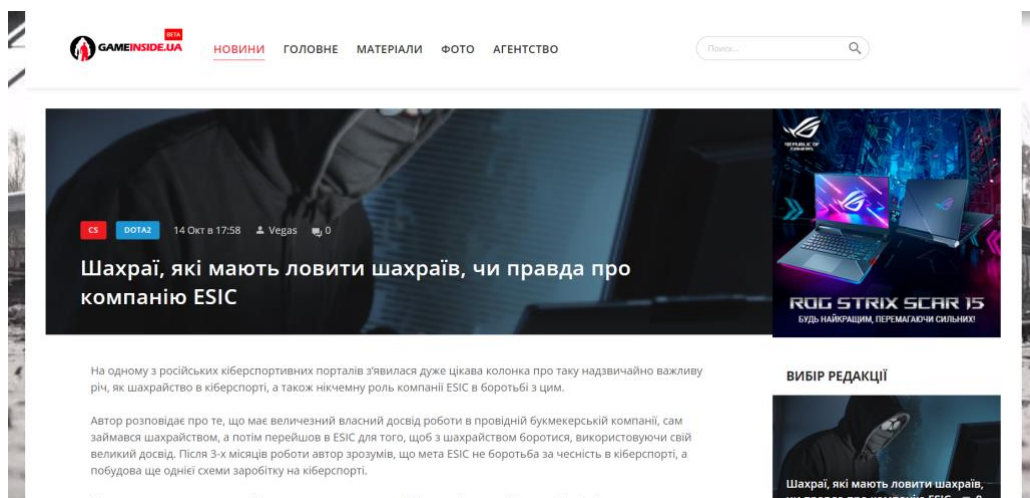 BETA
GAMEINSIDE.UA
НОВИНИ ГОЛОВНЕ МАТЕРІАЛИ ФОТО АГЕНТСТВО
Поиск...
CS DOTA2 14 Окт в 17:58 Vegas 0
Шахраї, які мають ловити шахраїв, чи правда про
компанію ESIC
REPUBLIC OF
GAMERS
ROG STRIX SCAR 15
БУДЬ НАЙКРАЩИМ, ПЕРЕМАГАЮЧИ СИЛЬНИХ!
На одному з російських кіберспортивних порталів з'явилася дуже цікава колонка про таку надзвичайно важливу
річ, як шахрайство в кіберспорті, а також нікчемну роль компанії ESIC в боротьбі з цим.
Автор розповідає про те, що має величезний власний досвід роботи в провідній букмекерській компанії, сам
займався шахрайством, а потім перейшов в ESIC для того, щоб з шахрайством боротися, використовуючи свій
великий досвід. Після 3-х місяців роботи автор зрозумів, що мета ESIC не боротьба за чесність в кіберспорті, а
побудова ще однієї схеми заробітку на кіберспорті.
ВИБІР РЕДАКЦІЇ
Шахраї, які мають ловити шахраїв,
чи правда про компанію ESIC 0